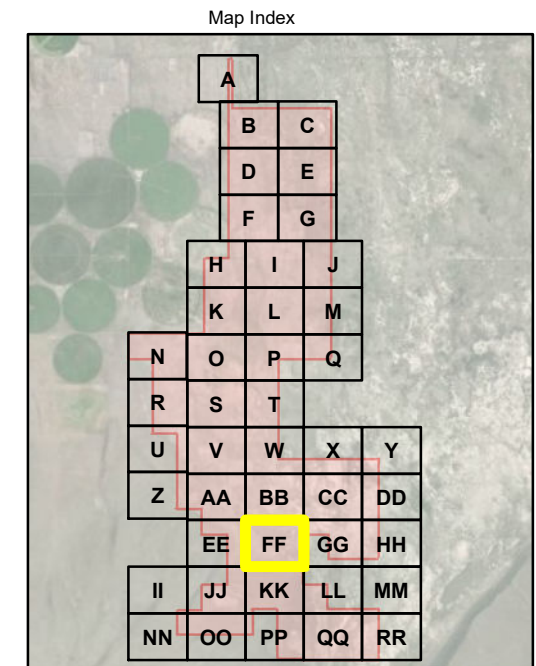 Map Index
A
B C
D E
F G
H I J
K L M
N O P Q
R S T
U V W X Y
Z AA BB CC DD
EE FF GG HH
II JJ KK LL MM
NN OO PP QQ RR